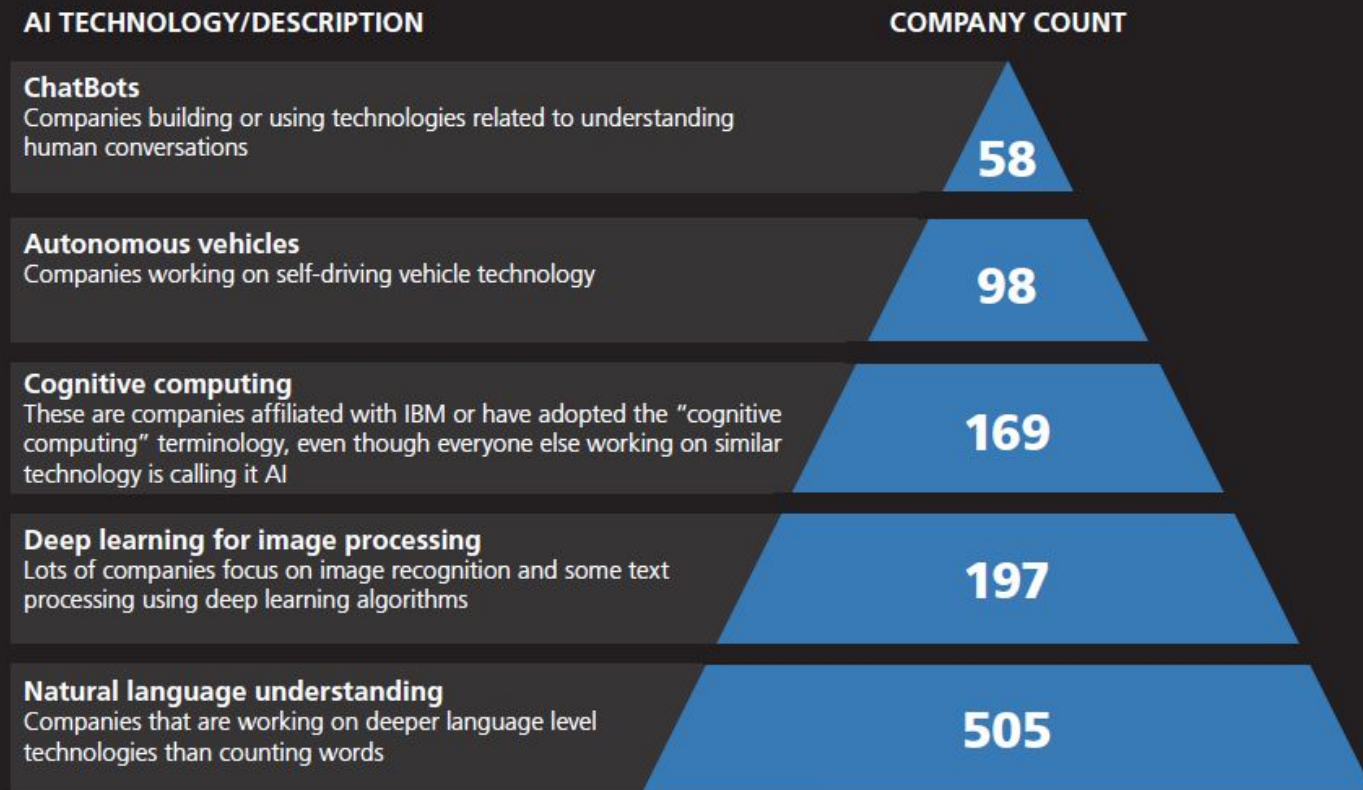 AI TECHNOLOGY/DESCRIPTION
COMPANY COUNT
ChatBots
Companies building or using technologies related to understanding
human conversations
58
Autonomous vehicles
Companies working on self-driving vehicle technology
98
Cognitive computing
These are companies affiliated with IBM or have adopted the “cognitive
computing” terminology, even though everyone else working on similar
technology is calling it AI
169
Deep learning for image processing
Lots of companies focus on image recognition and some text
processing using deep learning algorithms
197
Natural language understanding
Companies that are working on deeper language level
technologies than counting words
505